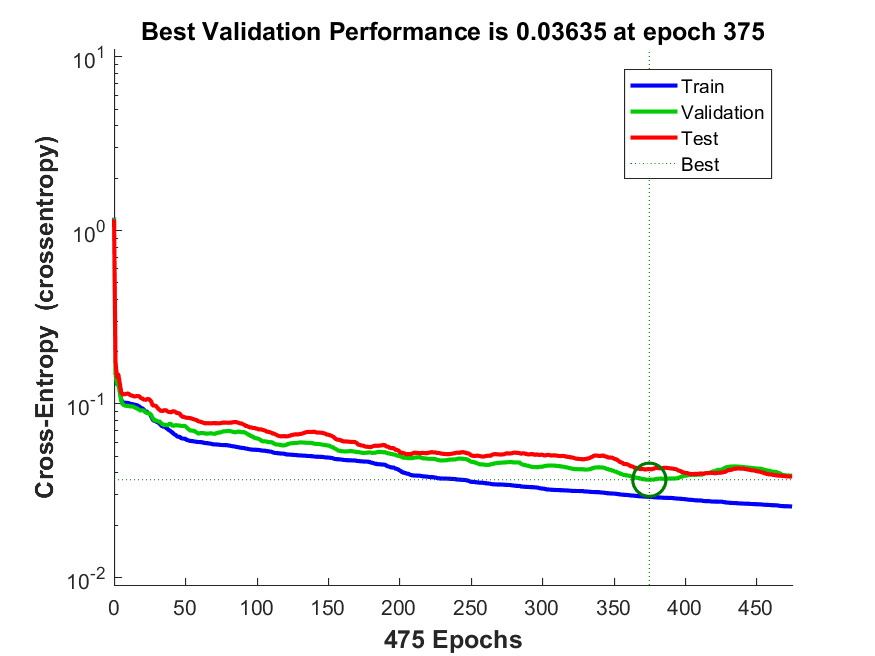 Best Validation Performance is 0.03635 at epoch 375
Cross-Entropy (crossentropy)
10^1
10^0
10^-1
10^-2
Train
Validation
Test
Best
0 50 100 150 200 250 300 350 400 450
475 Epochs